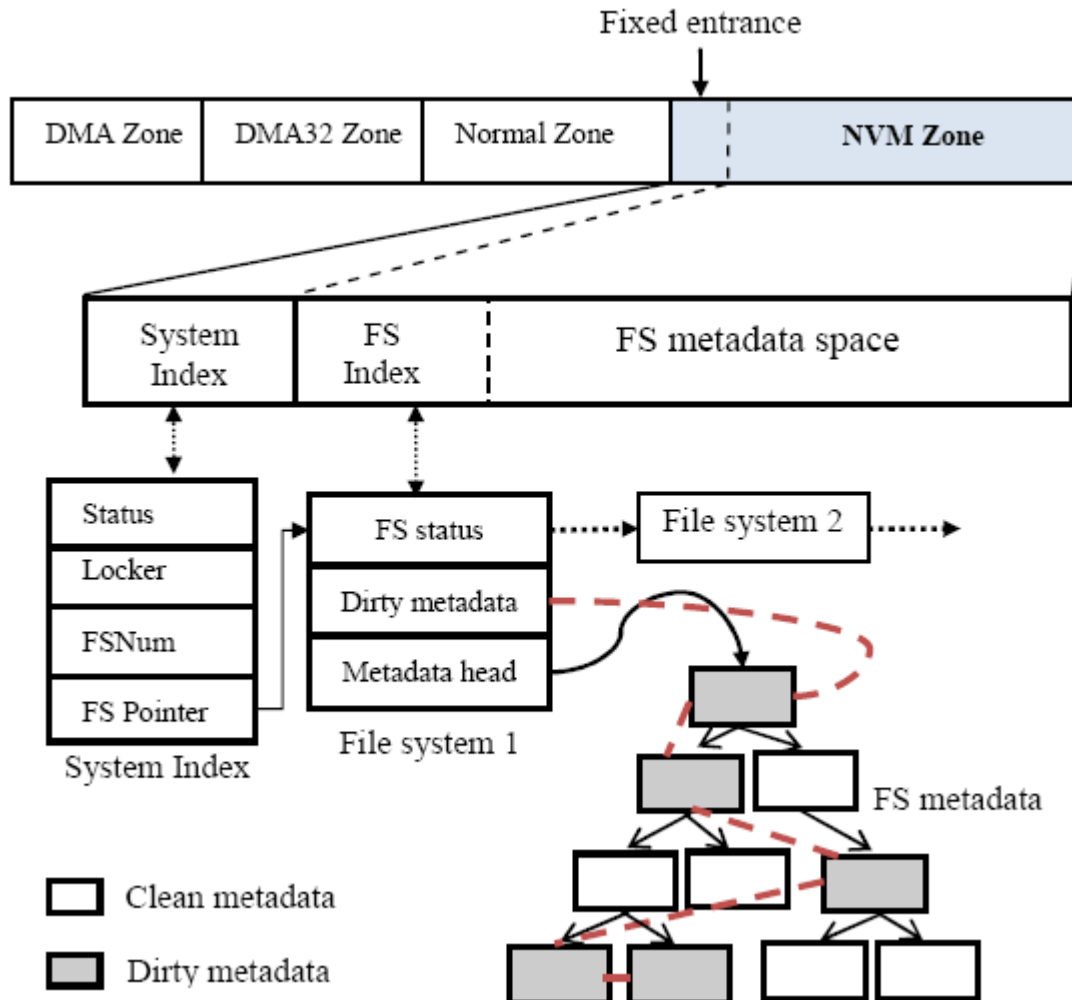 Fixed entrance
DMA Zone
DMA32 Zone
Normal Zone
NVM Zone
System
Index
FS
Index
FS metadata space
Status
Locker
FSNum
FS Pointer
System Index
FS status
Dirty metadata
Metadata head
File system 1
File system 2
FS metadata
Clean metadata
Dirty metadata